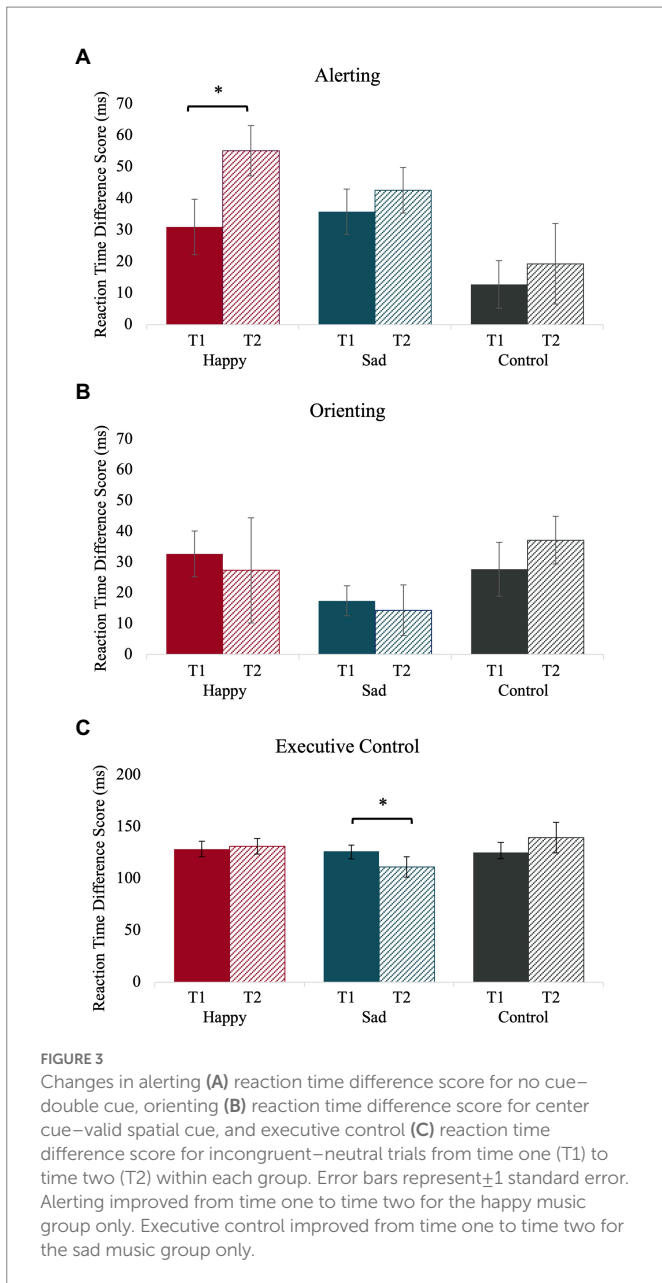 A
Alerting
Reaction Time Difference Score (ms)
70
60
50
40
30
20
10
0
*
T1 T2 T1 T2 T1 T2
Happy Sad Control
B
Orienting
Reaction Time Difference Score (ms)
70
60
50
40
30
20
10
0
T1 T2 T1 T2 T1 T2
Happy Sad Control
C
Executive Control
Reaction Time Difference Score (ms)
200
150
100
50
0
*
T1 T2 T1 T2 T1 T2
Happy Sad Control
FIGURE 3
Changes in alerting (A) reaction time difference score for no cue–
double cue, orienting (B) reaction time difference score for center
cue–valid spatial cue, and executive control (C) reaction time
difference score for incongruent–neutral trials from time one (T1) to
time two (T2) within each group. Error bars represent±1 standard error.
Alerting improved from time one to time two for the happy music
group only. Executive control improved from time one to time two for
the sad music group only.